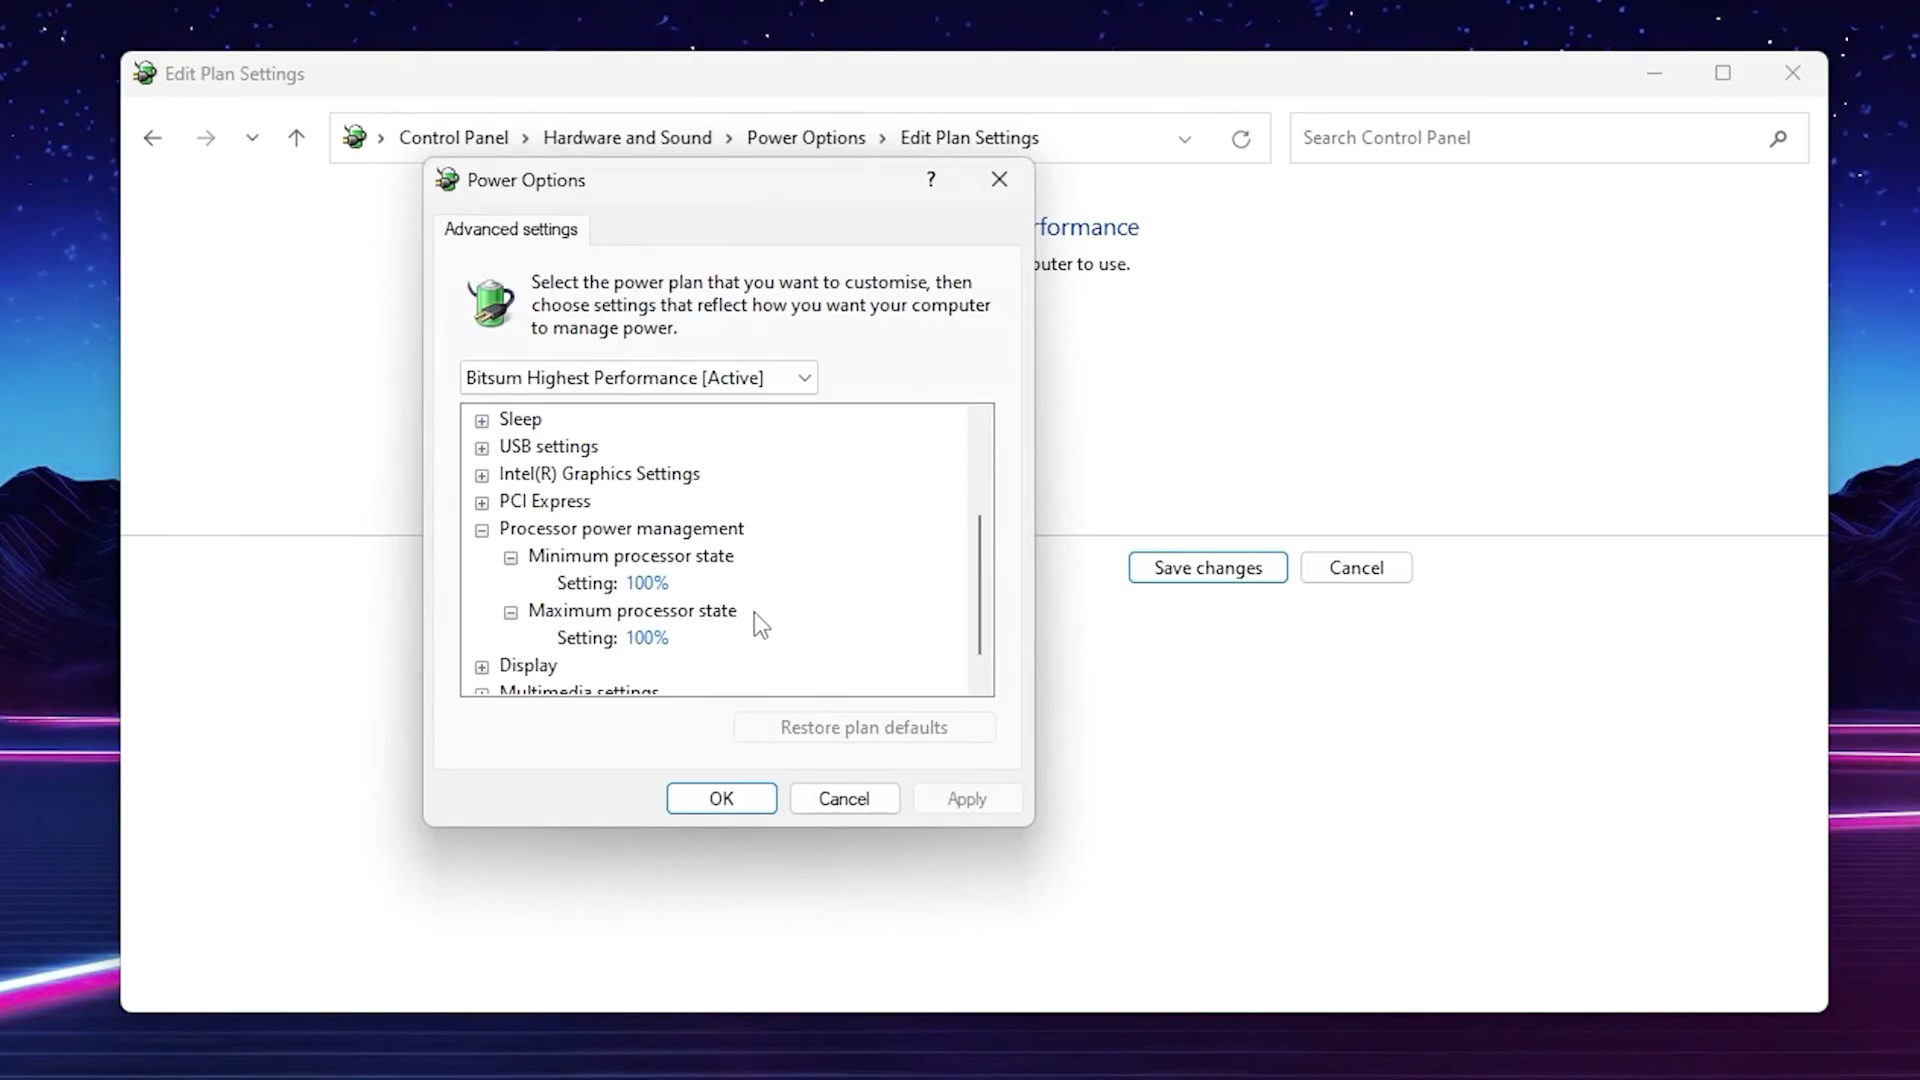 Edit Plan Settings
Control Panel > Hardware and Sound > Power Options > Edit Plan Settings
Search Control Panel
Power Options
?
Advanced settings
rformance
puter to use.
Select the power plan that you want to customise, then
choose settings that reflect how you want your computer
to manage power.
Bitsum Highest Performance [Active]
Sleep
USB settings
Intel(R) Graphics Settings
PCI Express
Processor power management
Minimum processor state
Setting: 100%
Maximum processor state
Setting: 100%
Display
Multimedia settings
Save changes
Cancel
Restore plan defaults
OK
Cancel
Apply